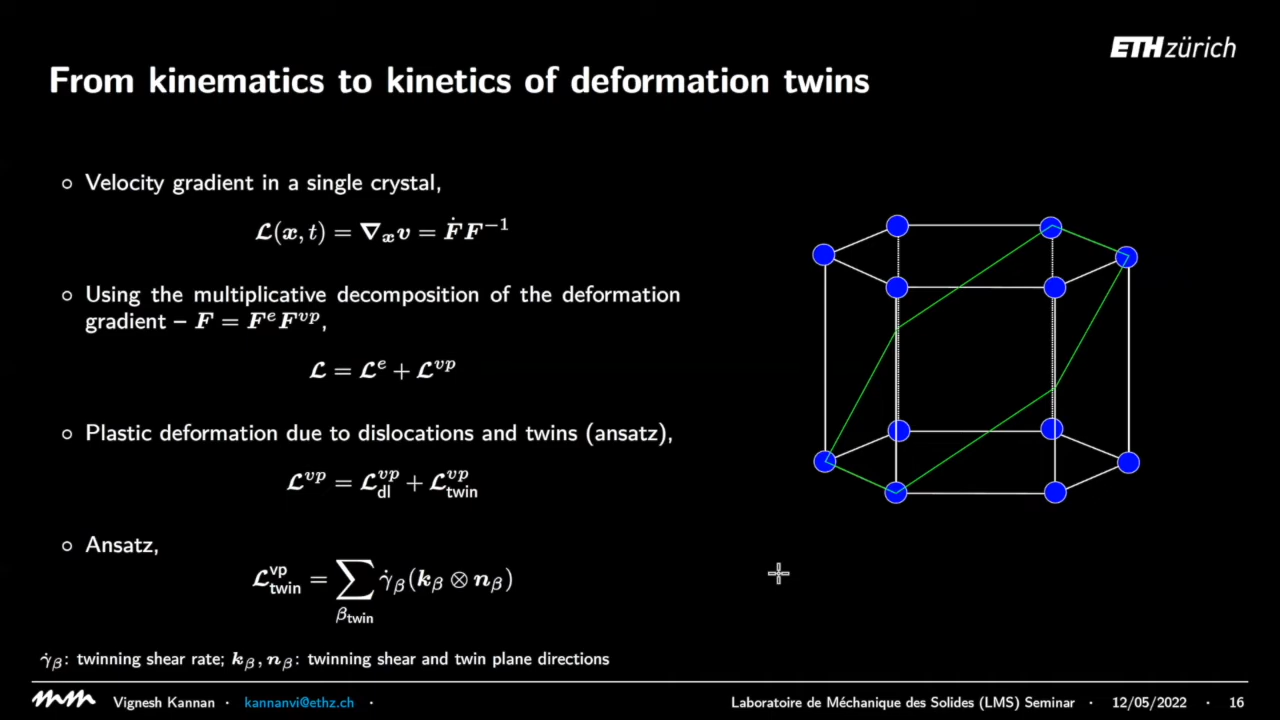 ETH zürich
From kinematics to kinetics of deformation twins
○ Velocity gradient in a single crystal,
𝓛(𝒙, t) = ∇ₓ𝒗 = Ḟ F⁻¹
○ Using the multiplicative decomposition of the deformation
gradient – F = FᵉFᵛᵖ,
𝓛 = 𝓛ᵉ + 𝓛ᵛᵖ
○ Plastic deformation due to dislocations and twins (ansatz),
𝓛ᵛᵖ = 𝓛ᵛᵖ_dl + 𝓛ᵛᵖ_twin
○ Ansatz,
𝓛ᵛᵖ_twin = ∑_{β_twin} γ̇_β(k_β ⊗ n_β)
γ̇_β: twinning shear rate; k_β, n_β: twinning shear and twin plane directions
mm Vignesh Kannan · kannanvi@ethz.ch · Laboratoire de Méchanique des Solides (LMS) Seminar · 12/05/2022 · 16